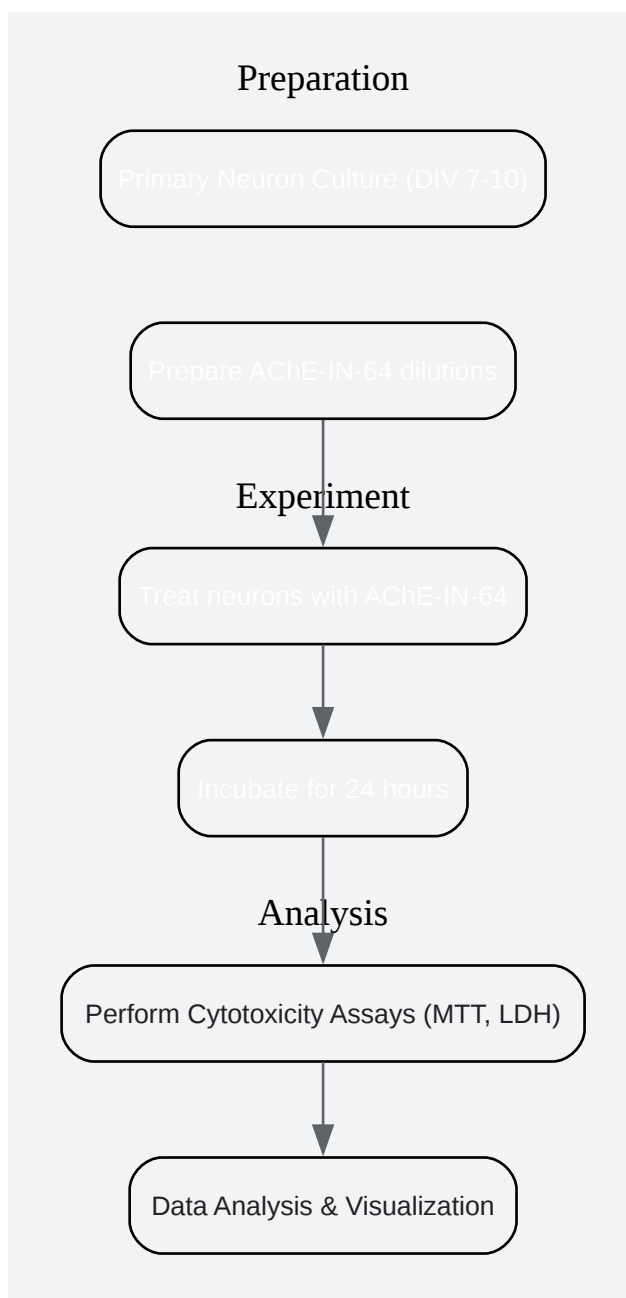 Preparation
Primary Neuron Culture (DIV 7-10)
Prepare AChE-IN-64 dilutions
Experiment
Treat neurons with AChE-IN-64
Incubate for 24 hours
Analysis
Perform Cytotoxicity Assays (MTT, LDH)
Data Analysis & Visualization